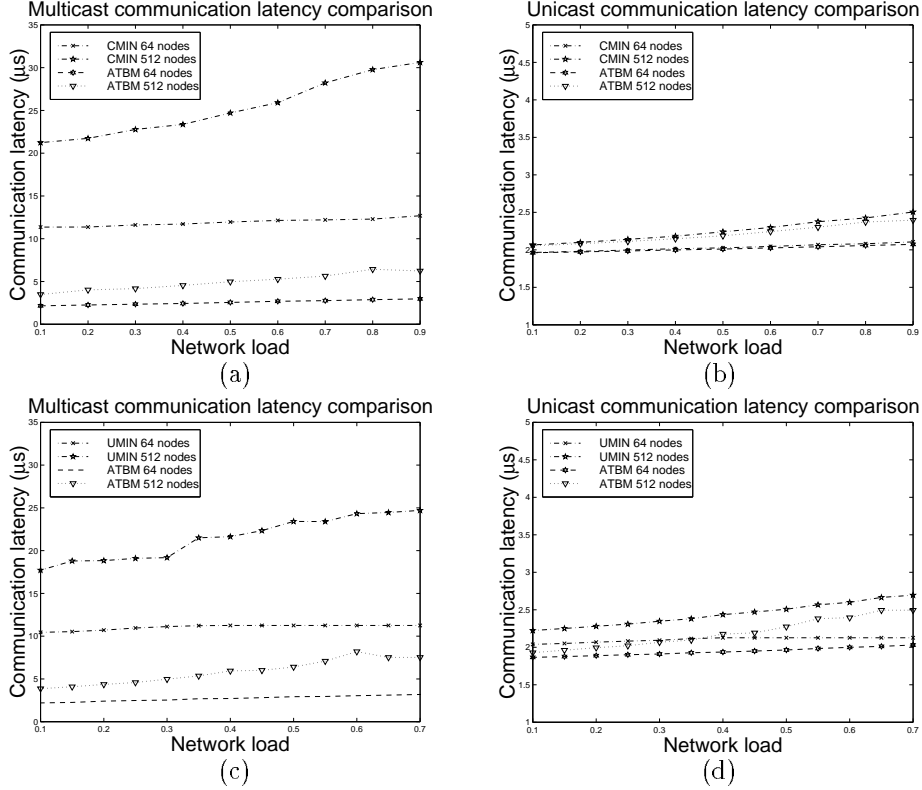 Multicast communication latency comparison
35
30
25
20
15
10
5
0
0.1 0.2 0.3 0.4 0.5 0.6 0.7 0.8 0.9
Communication latency (µs)
Network load
CMIN 64 nodes
CMIN 512 nodes
ATBM 64 nodes
ATBM 512 nodes
(a)
Unicast communication latency comparison
5
4.5
4
3.5
3
2.5
2
1.5
1
0.1 0.2 0.3 0.4 0.5 0.6 0.7 0.8 0.9
Communication latency (µs)
Network load
CMIN 64 nodes
CMIN 512 nodes
ATBM 64 nodes
ATBM 512 nodes
(b)
Multicast communication latency comparison
35
30
25
20
15
10
5
0
0.1 0.2 0.3 0.4 0.5 0.6 0.7
Communication latency (µs)
Network load
UMIN 64 nodes
UMIN 512 nodes
ATBM 64 nodes
ATBM 512 nodes
(c)
Unicast communication latency comparison
5
4.5
4
3.5
3
2.5
2
1.5
1
0.1 0.2 0.3 0.4 0.5 0.6 0.7
Communication latency (µs)
Network load
UMIN 64 nodes
UMIN 512 nodes
ATBM 64 nodes
ATBM 512 nodes
(d)